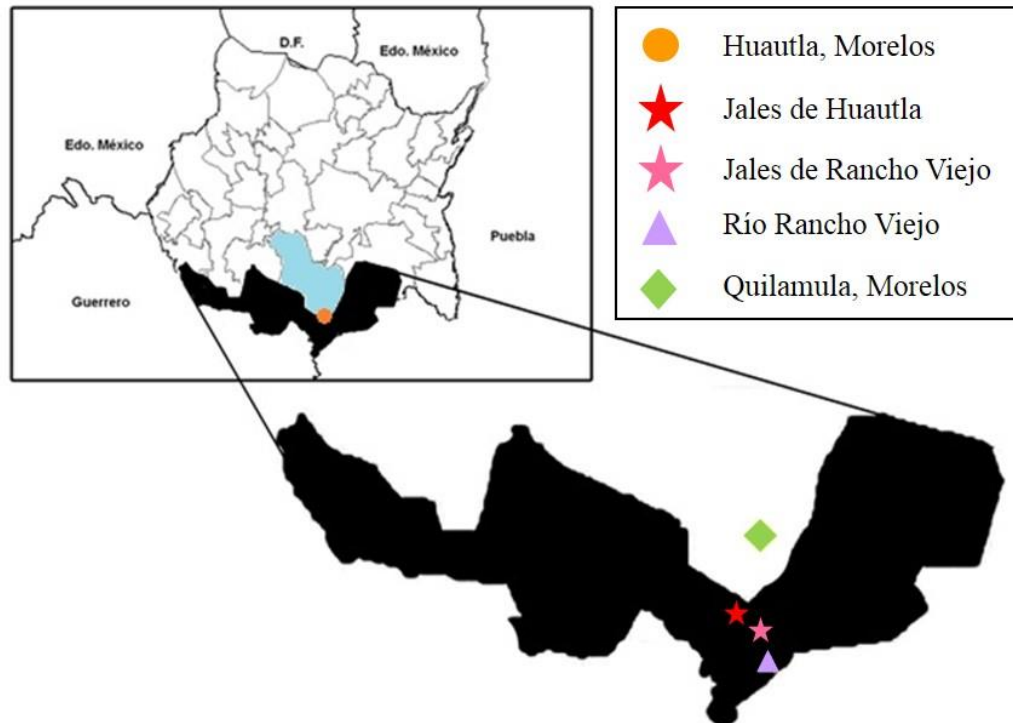 D.F.
Edo. México
Edo. México
Puebla
Guerrero
Huautla, Morelos
Jales de Huautla
Jales de Rancho Viejo
Río Rancho Viejo
Quilamula, Morelos